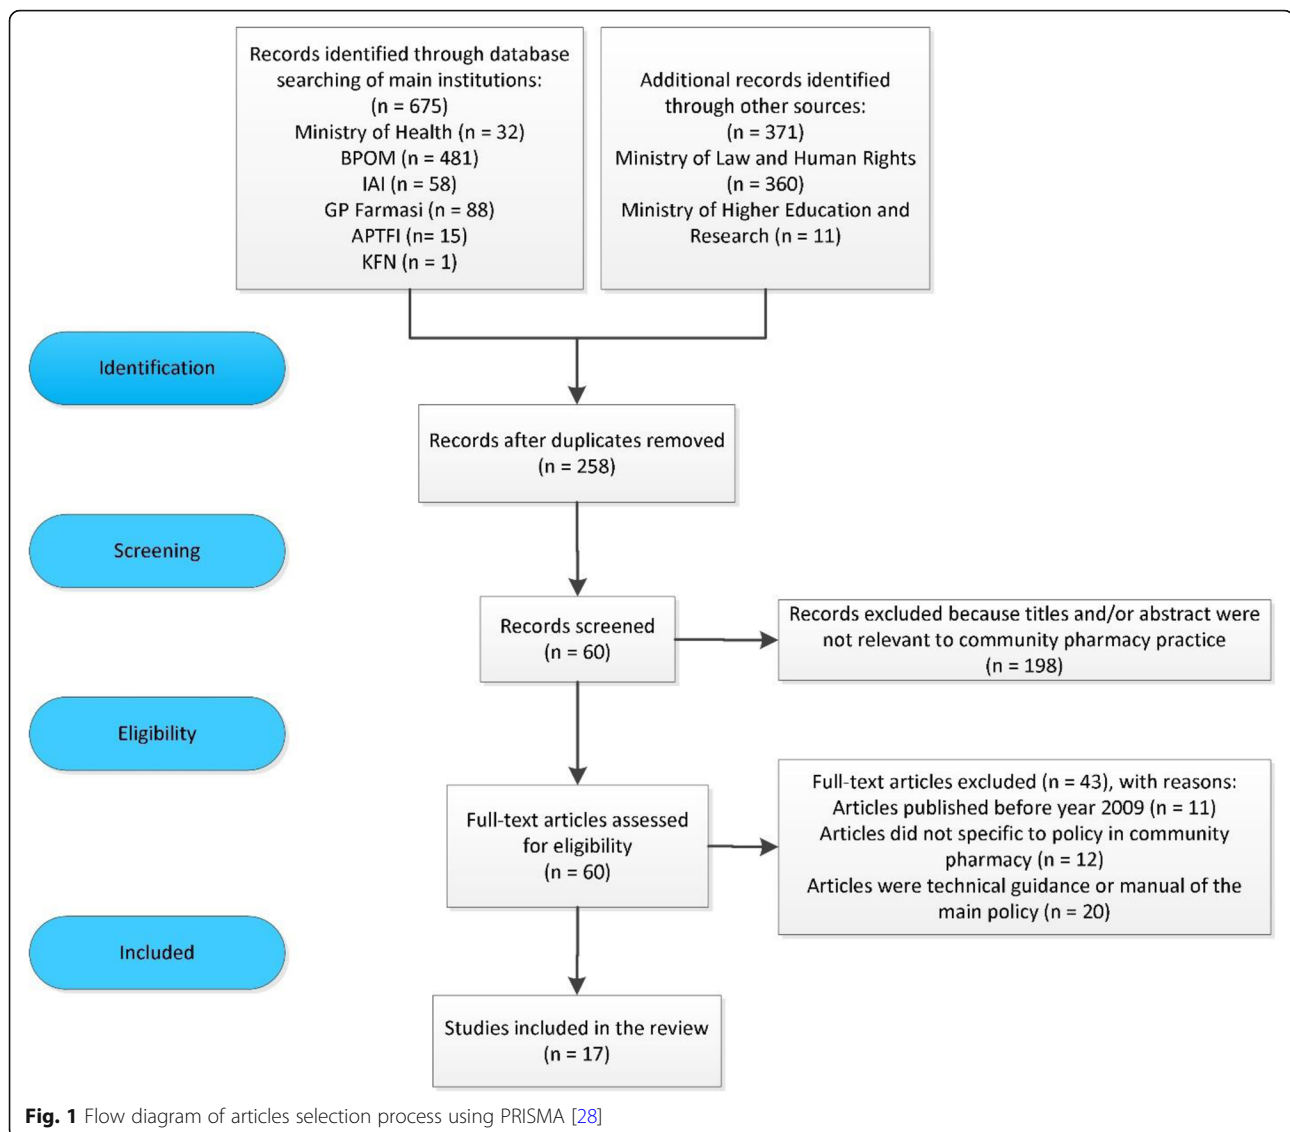 Records identified through database
searching of main institutions:
(n = 675)
Ministry of Health (n = 32)
BPOM (n = 481)
IAI (n = 58)
GP Farmasi (n = 88)
APTFI (n= 15)
KFN (n = 1)
Additional records identified
through other sources:
(n = 371)
Ministry of Law and Human Rights
(n = 360)
Ministry of Higher Education and
Research (n = 11)
Identification
Records after duplicates removed
(n = 258)
Screening
Records screened
(n = 60)
Records excluded because titles and/or abstract were
not relevant to community pharmacy practice
(n = 198)
Eligibility
Full-text articles assessed
for eligibility
(n = 60)
Full-text articles excluded (n = 43), with reasons:
Articles published before year 2009 (n = 11)
Articles did not specific to policy in community
pharmacy (n = 12)
Articles were technical guidance or manual of the
main policy (n = 20)
Included
Studies included in the review
(n = 17)
Fig. 1 Flow diagram of articles selection process using PRISMA [28]